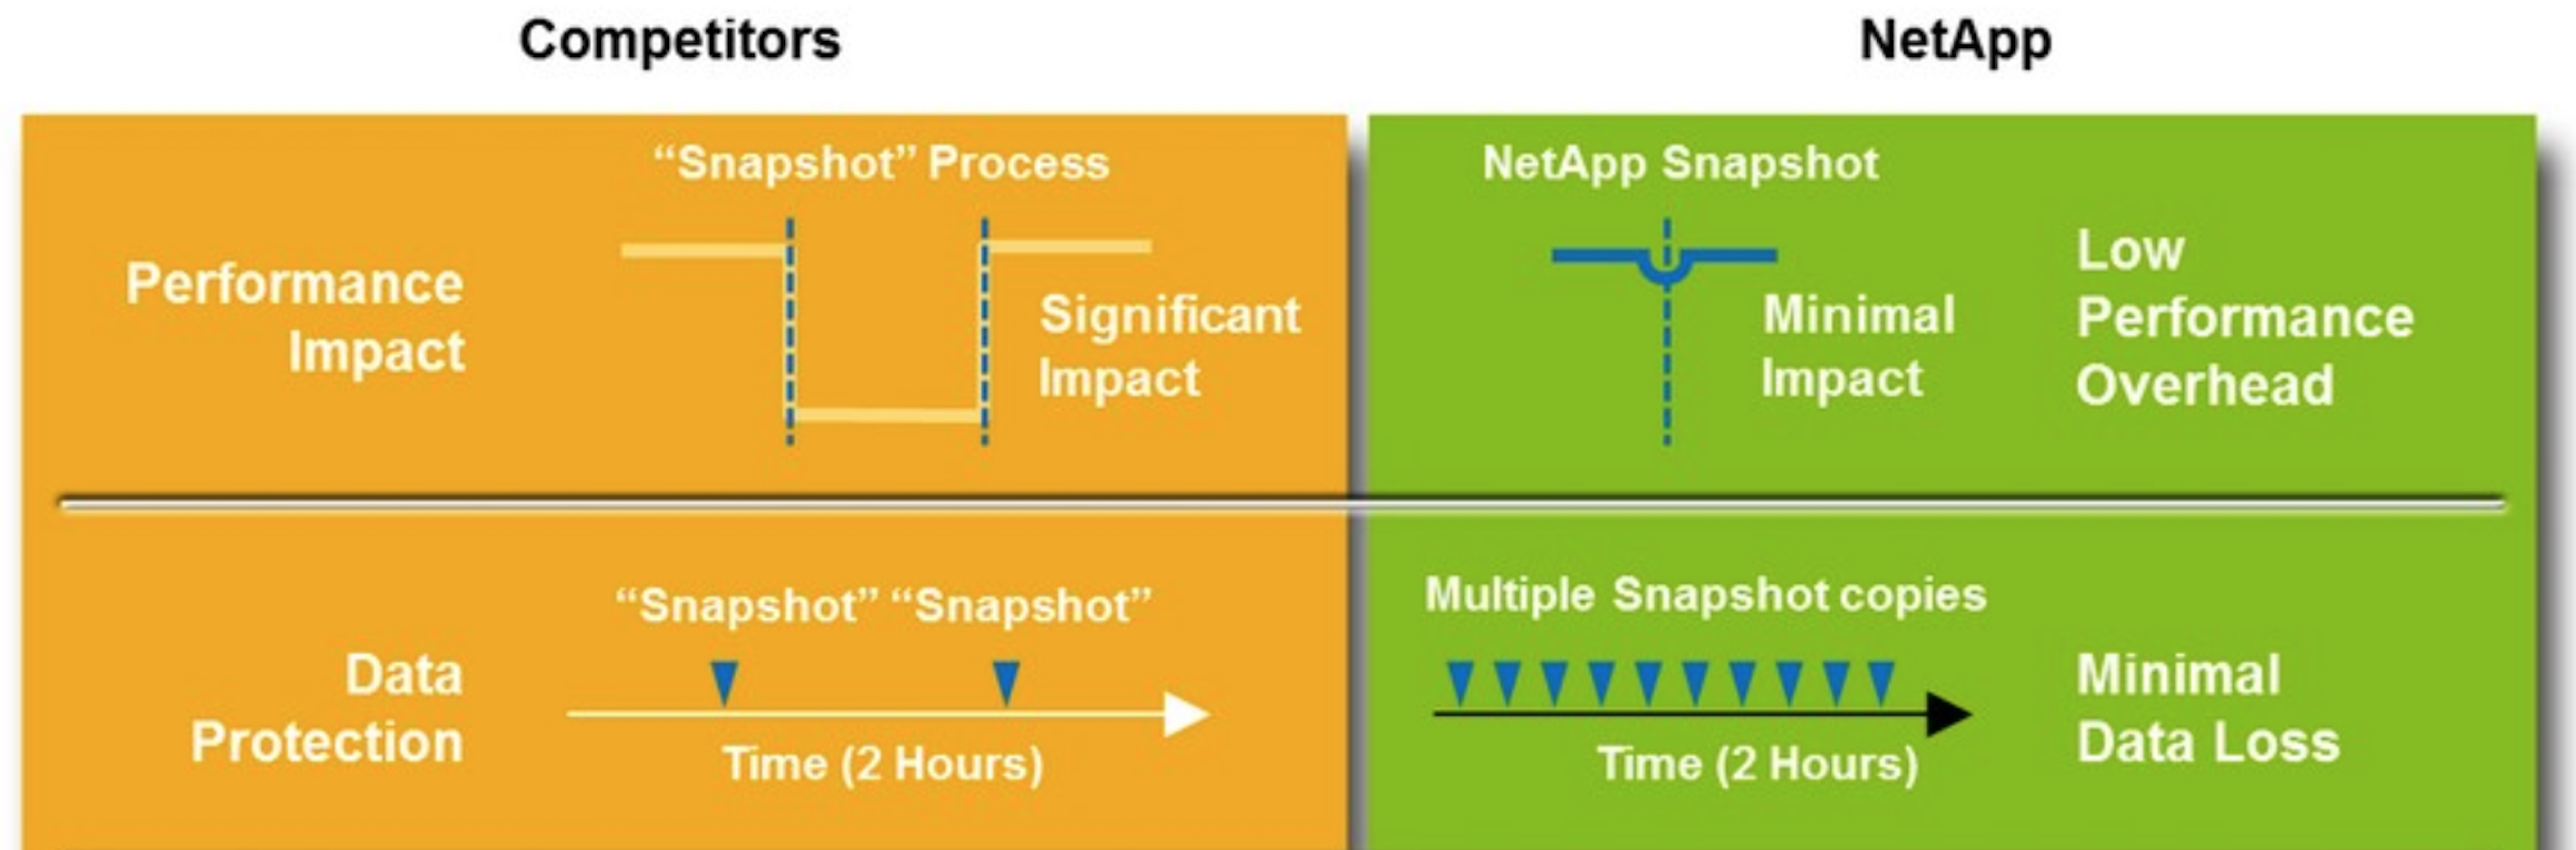 Competitors
NetApp
“Snapshot” Process
Performance
Impact
Significant
Impact
NetApp Snapshot
Minimal
Impact
Low
Performance
Overhead
“Snapshot” “Snapshot”
Data
Protection
Time (2 Hours)
Multiple Snapshot copies
Time (2 Hours)
Minimal
Data Loss